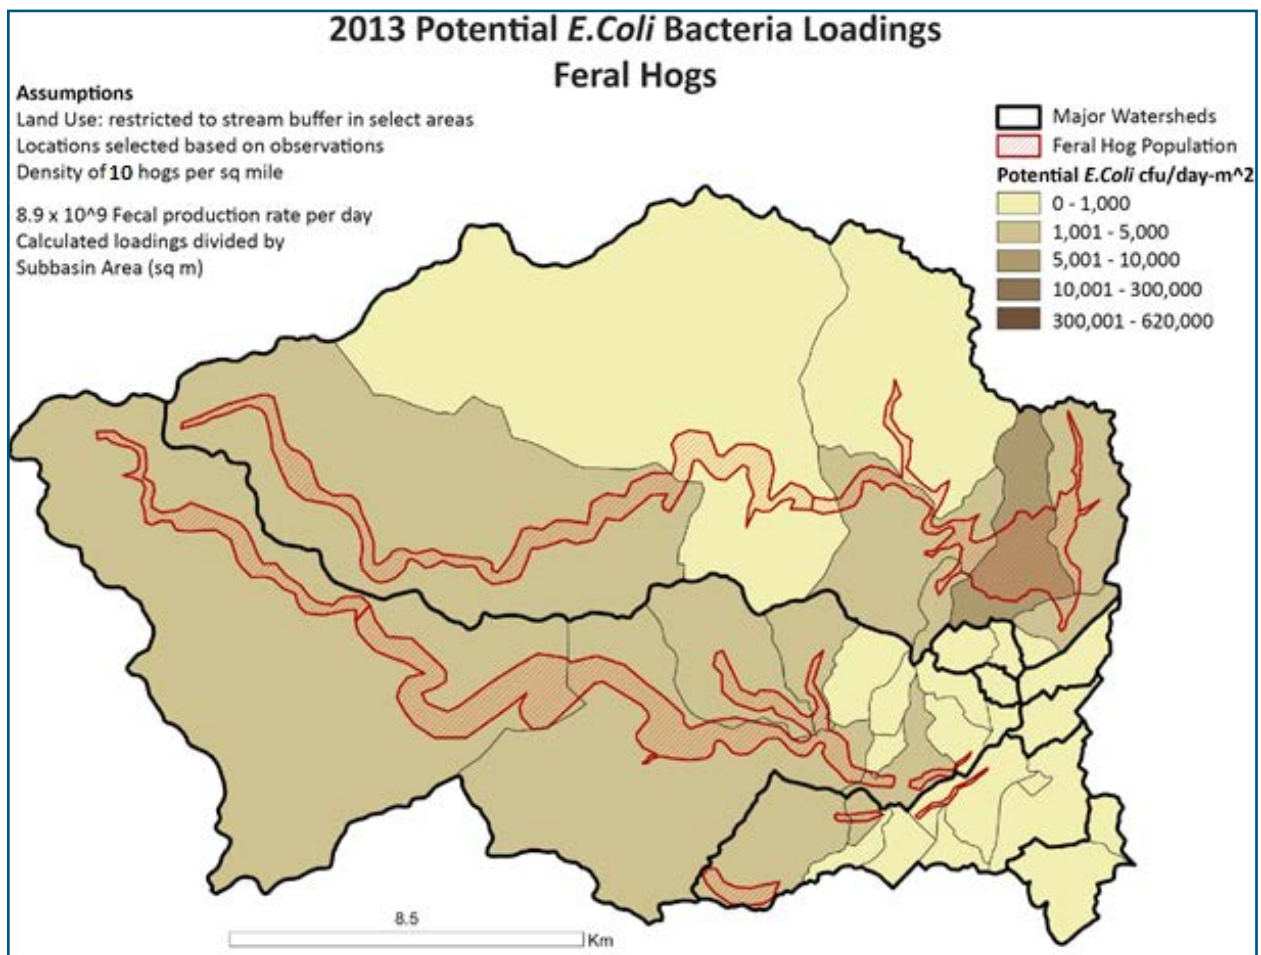 2013 Potential E.Coli Bacteria Loadings
Feral Hogs
Assumptions
Land Use: restricted to stream buffer in select areas
Locations selected based on observations
Density of 10 hogs per sq mile
8.9 x 10^9 Fecal production rate per day
Calculated loadings divided by
Subbasin Area (sq m)
Major Watersheds
Feral Hog Population
Potential E.Coli cfu/day-m^2
0 - 1,000
1,001 - 5,000
5,001 - 10,000
10,001 - 300,000
300,001 - 620,000
8.5
Km